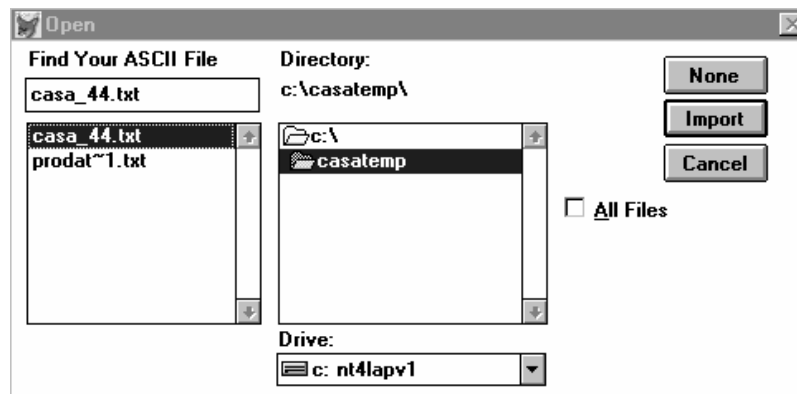 Open
Find Your ASCII File
casa_44.txt
casa_44.txt
prodat~1.txt
Directory:
c:\casatemp\
c:\
casatemp
Drive:
c: nt4lapv1
None
Import
Cancel
All Files